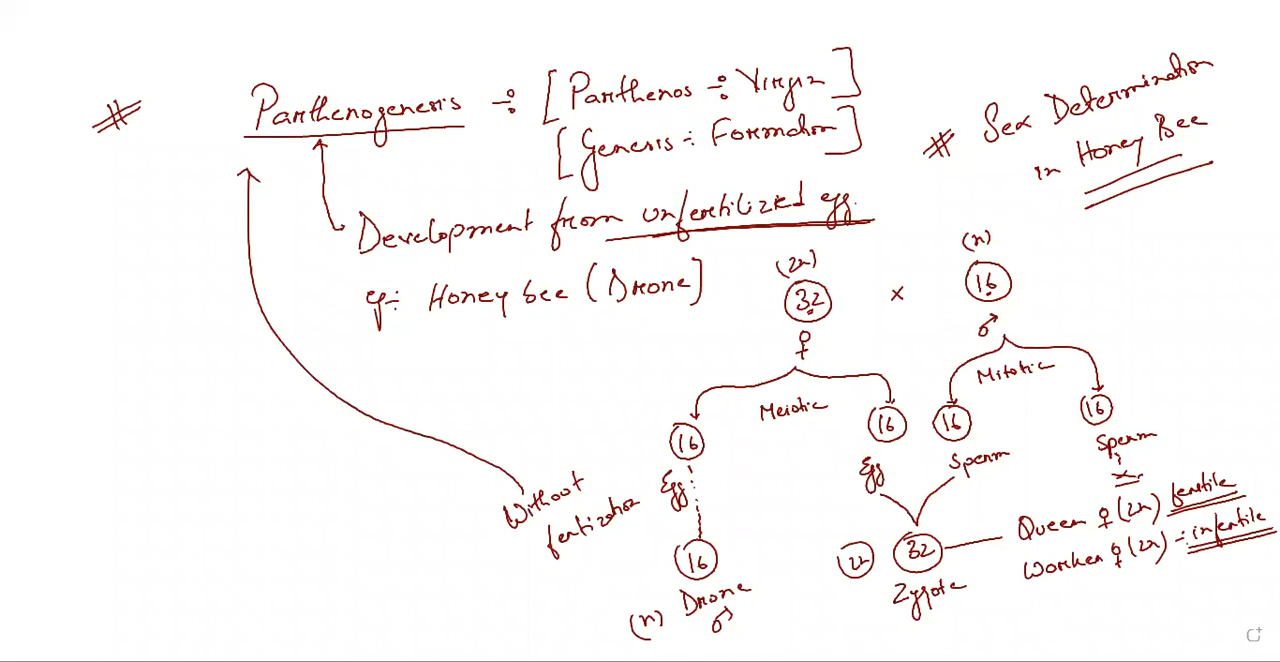 # Parthenogenesis ÷ [Parthenos ÷ Virgin]
[Genesis ÷ Formation]
Development from unfertilized egg.
eg ÷ Honey bee (Drone)
# Sex Determination
in Honey Bee
(2n) (n)
32 x 16
♀ ♂
Meiotic Mitotic
16 16 16 16
Egg Egg Sperm Sperm
x
Without
fertization
16 2n 32
(n) Drone Zygote
♂
Queen ♀ (2n) fertile
Worker ♀ (2n) ÷ infertile